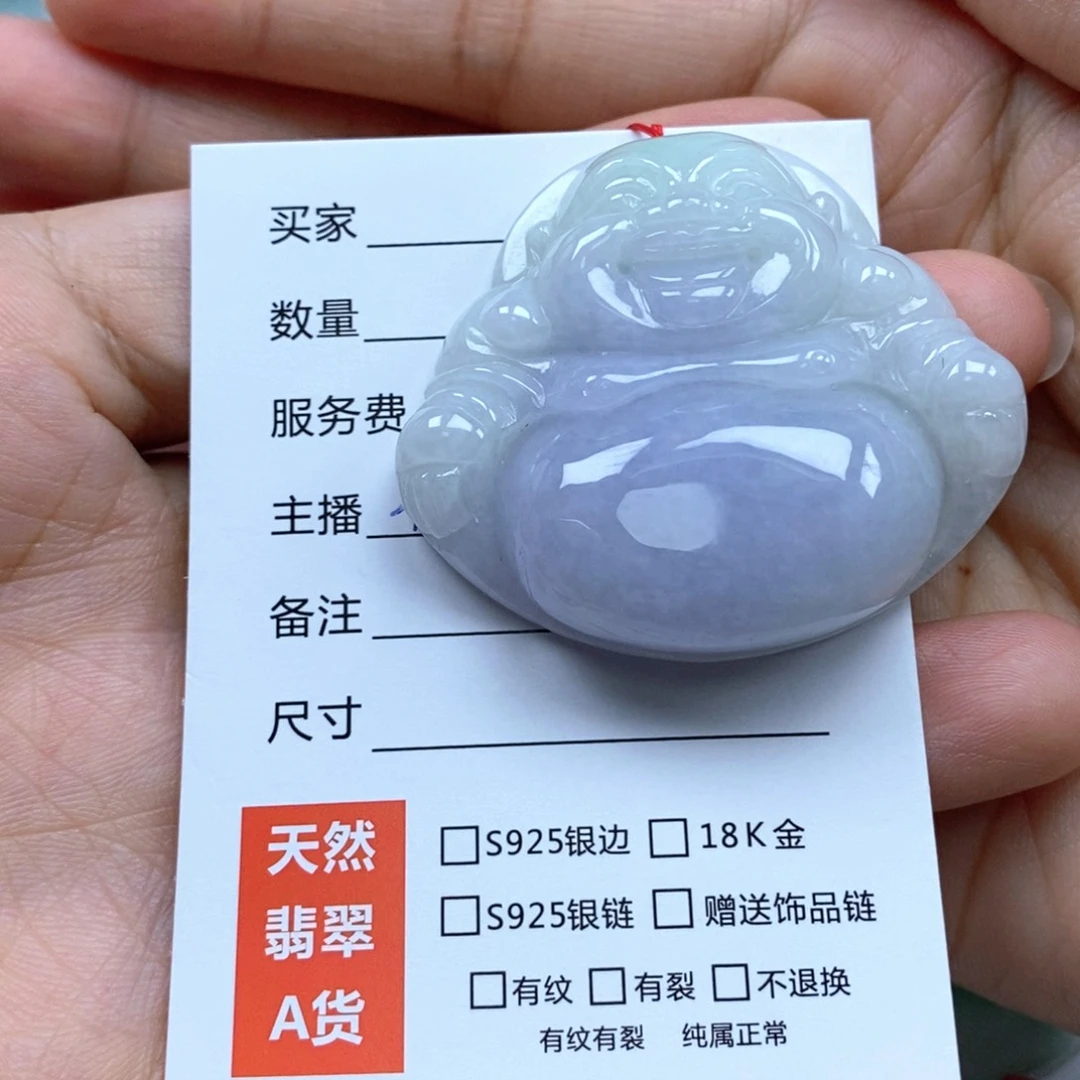 买家
数量
服务费
主播
备注
尺寸
天然
翡翠
A货
S925银边 18K金
S925银链 赠送饰品链
有纹 有裂 不退换
有纹有裂 纯属正常